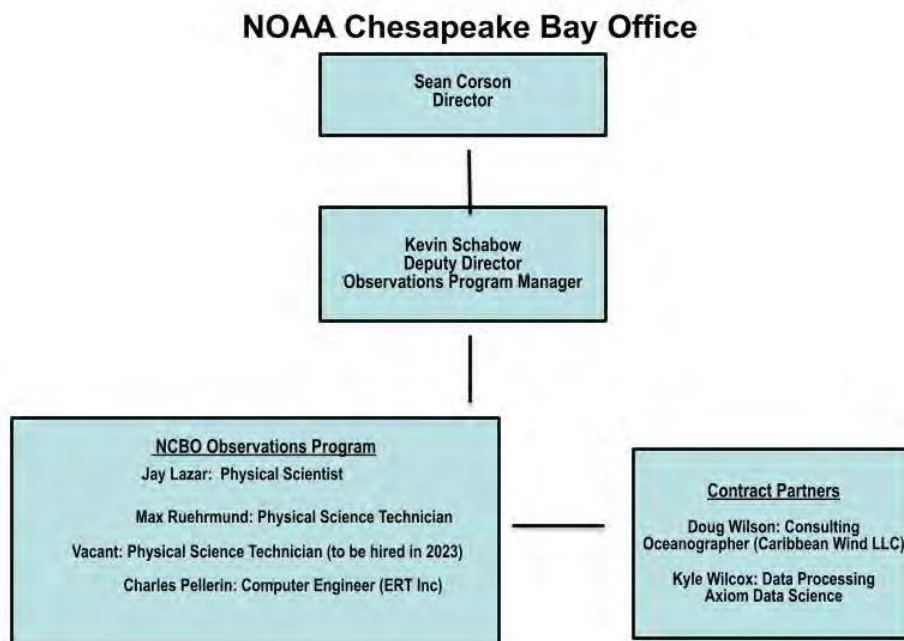 NOAA Chesapeake Bay Office
Sean Corson
Director
Kevin Schabow
Deputy Director
Observations Program Manager
NCBO Observations Program
Jay Lazar: Physical Scientist
Max Ruehrmund: Physical Science Technician
Vacant: Physical Science Technician (to be hired in 2023)
Charles Pellerin: Computer Engineer (ERT Inc)
Contract Partners
Doug Wilson: Consulting
Oceanographer (Caribbean Wind LLC)
Kyle Wilcox: Data Processing
Axiom Data Science